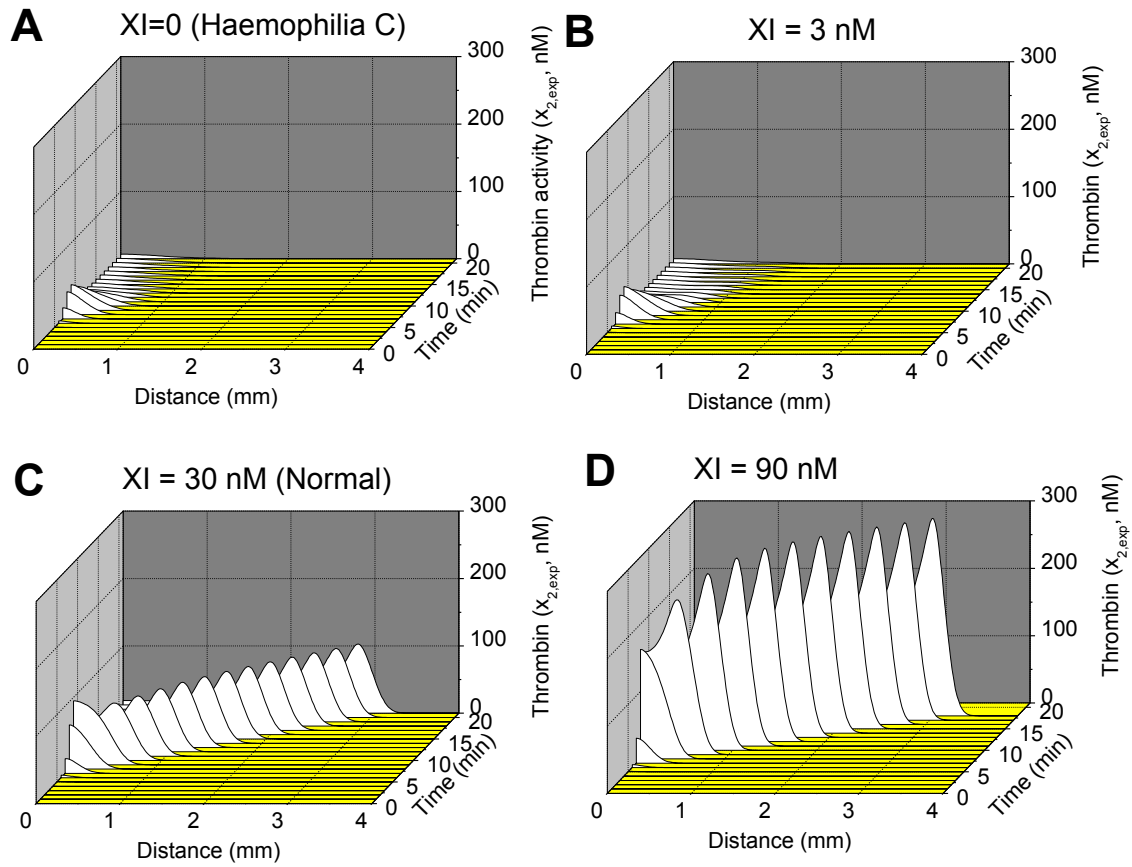 A
XI=0 (Haemophilia C)
300
200
100
0
Thrombin activity (x2,exp, nM)
20
15
10
5
0
Time (min)
0
1
2
3
4
Distance (mm)
B
XI = 3 nM
300
200
100
0
Thrombin (x2,exp, nM)
20
15
10
5
0
Time (min)
0
1
2
3
4
Distance (mm)
C
XI = 30 nM (Normal)
300
200
100
0
Thrombin (x2,exp, nM)
20
15
10
5
0
Time (min)
0
1
2
3
4
Distance (mm)
D
XI = 90 nM
300
200
100
0
Thrombin (x2,exp, nM)
20
15
10
5
0
Time (min)
0
1
2
3
4
Distance (mm)